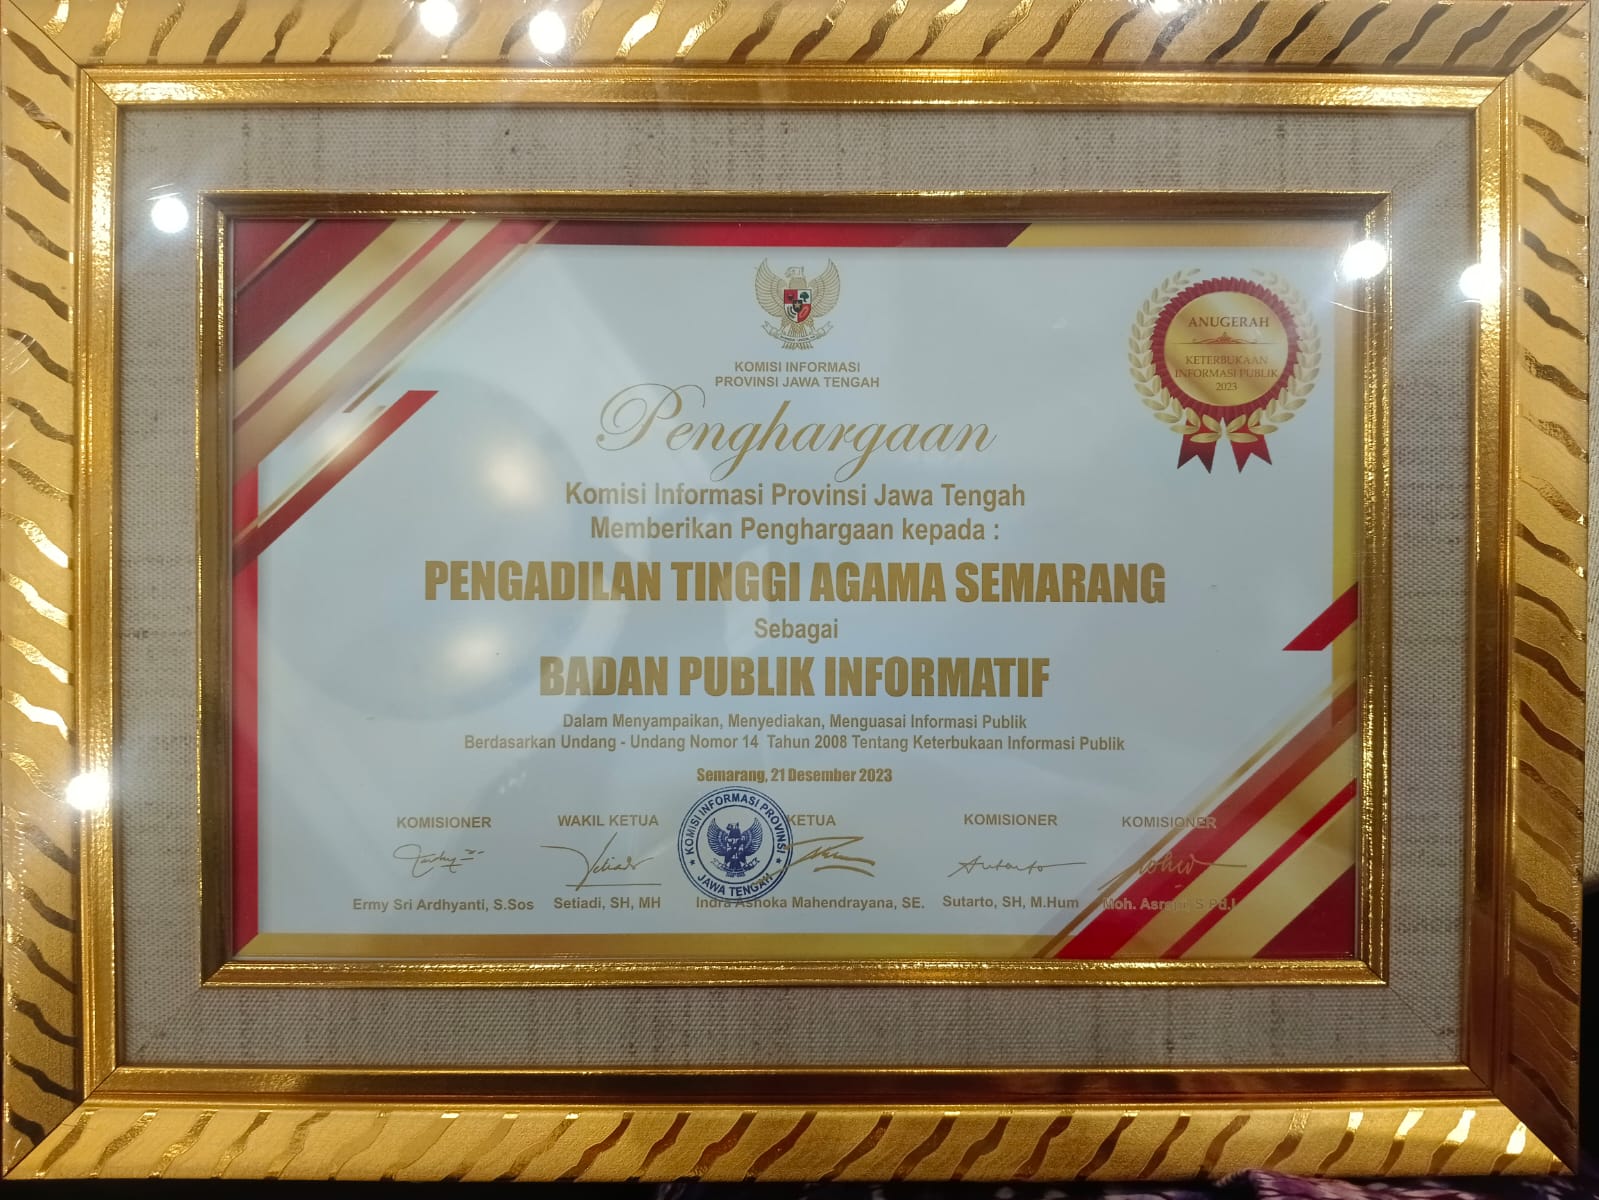 KOMISI INFORMASI
PROVINSI JAWA TENGAH
ANUGERAH
KETERBUKAAN
INFORMASI PUBLIK
2023
Penghargaan
Komisi Informasi Provinsi Jawa Tengah
Memberikan Penghargaan kepada :
PENGADILAN TINGGI AGAMA SEMARANG
Sebagai
BADAN PUBLIK INFORMATIF
Dalam Menyampaikan, Menyediakan, Menguasai Informasi Publik
Berdasarkan Undang - Undang Nomor 14 Tahun 2008 Tentang Keterbukaan Informasi Publik
Semarang, 21 Desember 2023
KOMISIONER
Ermy Sri Ardhyanti, S.Sos
WAKIL KETUA
Setiadi, SH, MH
KETUA
Indra Ashoka Mahendrayana, SE.
KOMISI INFORMASI PROVINSI
JAWA TENGAH
KOMISIONER
Sutarto, SH, M.Hum
KOMISIONER
Moh. Asropi, S.Pd.I